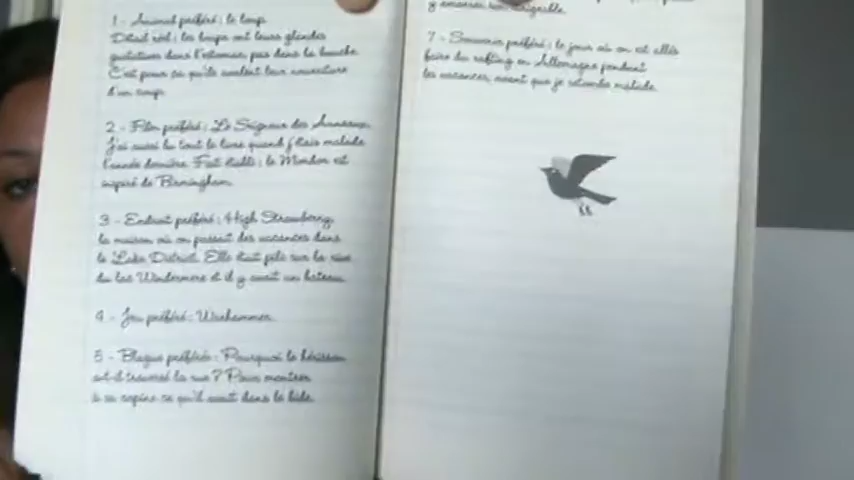 1 - Animal préféré : le loup.
Détail réel : les loups ont leurs glandes
gustatives dans l'estomac, pas dans la bouche.
C'est pour ça qu'ils avalent leur nourriture
d'un coup.
2 - Film préféré : Le Seigneur des Anneaux.
J'ai aussi lu tout le livre quand j'étais malade
l'année dernière. Fait établi : le Mordor est
inspiré de Birmingham.
3 - Endroit préféré : High Strawberry,
la maison où on passait des vacances dans
le Lake District. Elle était pile sur la rive
du lac Windermere et il y avait un bateau.
4 - Jeu préféré : Warhammer.
5 - Blague préférée : Pourquoi le hérisson
a-t-il traversé la rue ? Pour montrer
à sa copine ce qu'il avait dans le bide.
7 - Souvenir préféré : le jour où on est allés
faire du rafting en Allemagne pendant
les vacances, avant que je retombe malade.